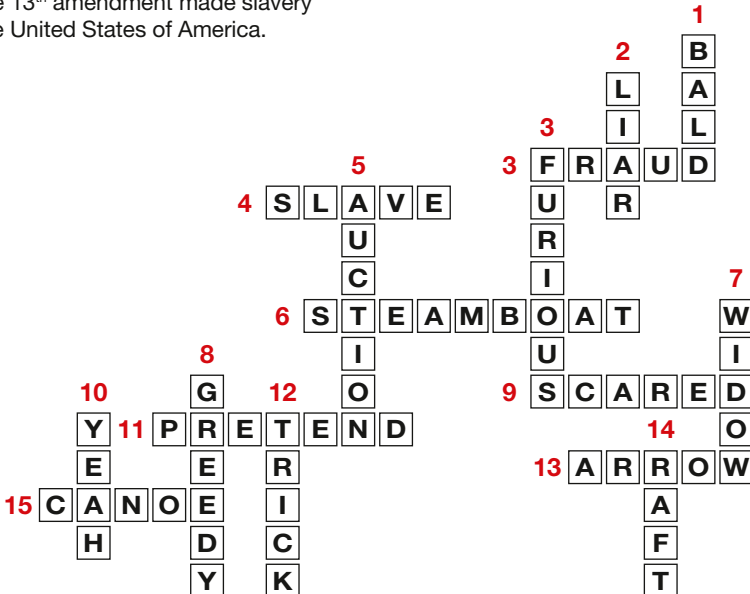 e 13th amendment made slavery
e United States of America.
1
2 B
L A
3 I L
5 3 F R A U D
4 S L A V E U R
U R
C I 7
6 S T E A M B O A T W
8 I U I
10 G 12 O 9 S C A R E D
Y 11 P R E T E N D 14 O
E E R 13 A R R O W
15 C A N O E I A
H D C F
Y K T